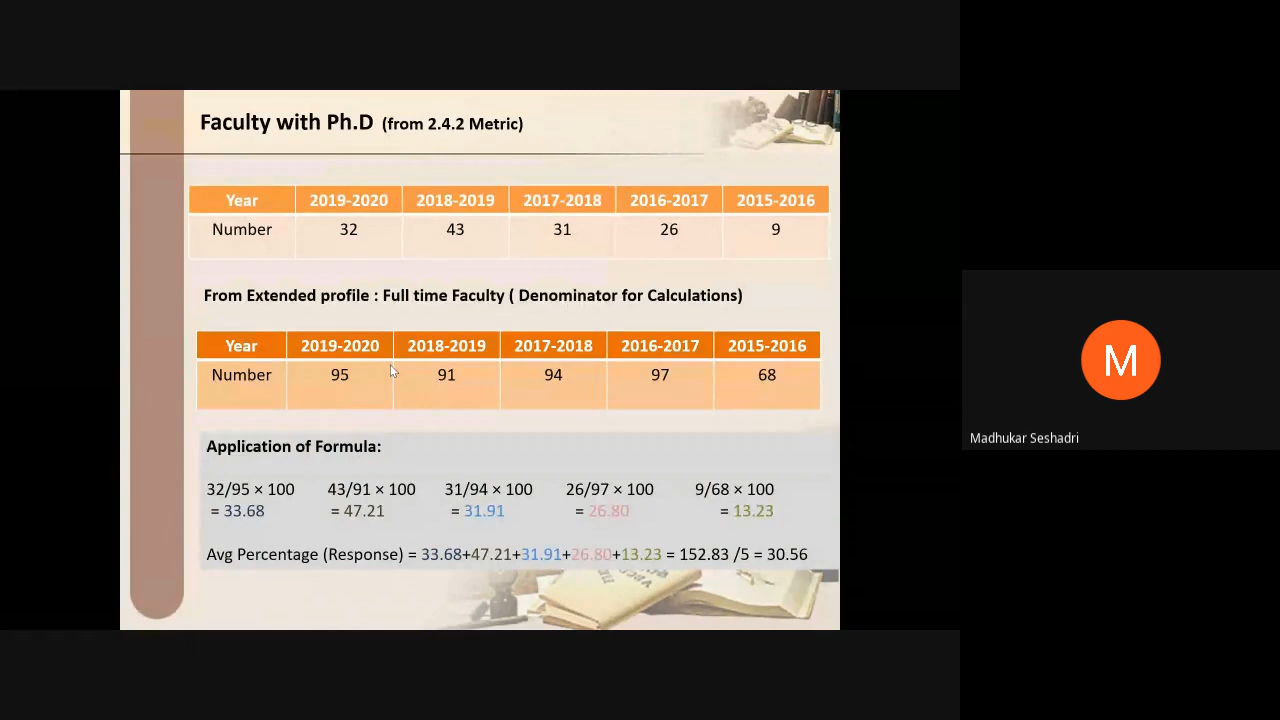 Faculty with Ph.D (from 2.4.2 Metric)
Year 2019-2020 2018-2019 2017-2018 2016-2017 2015-2016
Number 32 43 31 26 9
From Extended profile : Full time Faculty ( Denominator for Calculations)
Year 2019-2020 2018-2019 2017-2018 2016-2017 2015-2016
Number 95 91 94 97 68
Application of Formula:
32/95 × 100 43/91 × 100 31/94 × 100 26/97 × 100 9/68 × 100
= 33.68 = 47.21 = 31.91 = 26.80 = 13.23
Avg Percentage (Response) = 33.68+47.21+31.91+26.80+13.23 = 152.83 /5 = 30.56
M
Madhukar Seshadri